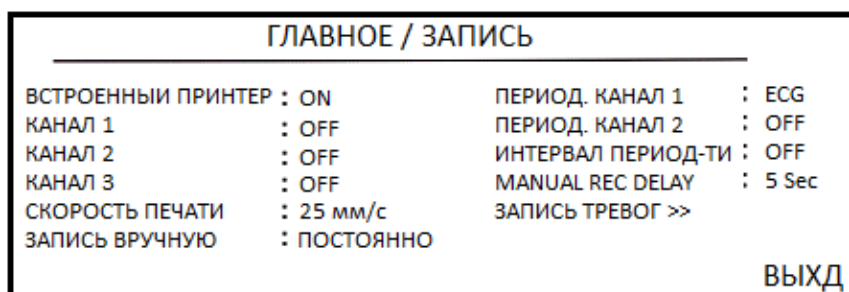 ГЛАВНОЕ / ЗАПИСЬ
ВСТРОЕННЫИ ПРИНТЕР : ON ПЕРИОД. КАНАЛ 1 : ECG
КАНАЛ 1 : OFF ПЕРИОД. КАНАЛ 2 : OFF
КАНАЛ 2 : OFF ИНТЕРВАЛ ПЕРИОД-ТИ : OFF
КАНАЛ 3 : OFF MANUAL REC DELAY : 5 Sec
СКОРОСТЬ ПЕЧАТИ : 25 мм/с ЗАПИСЬ ТРЕВОГ >>
ЗАПИСЬ ВРУЧНУЮ : ПОСТОЯННО
ВЫХД